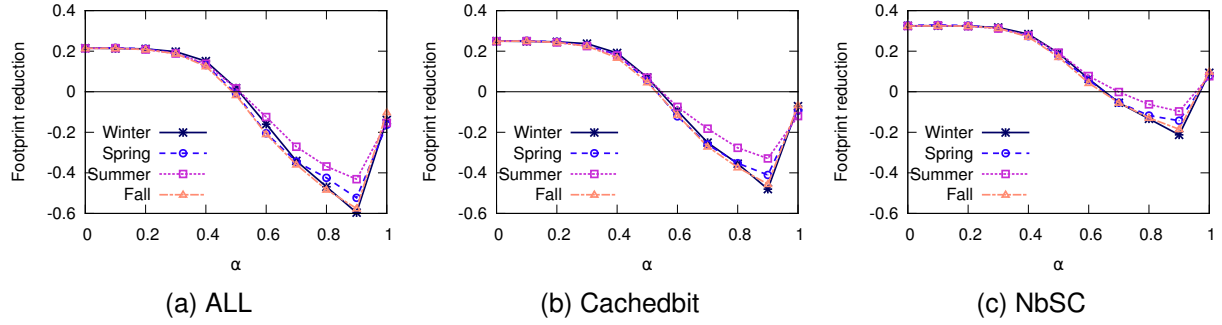 Footprint reduction
0.4
0.2
0
-0.2
-0.4
-0.6
Winter
Spring
Summer
Fall
0 0.2 0.4 0.6 0.8 1
α
(a) ALL
Footprint reduction
0.4
0.2
0
-0.2
-0.4
-0.6
Winter
Spring
Summer
Fall
0 0.2 0.4 0.6 0.8 1
α
(b) Cachedbit
Footprint reduction
0.4
0.2
0
-0.2
-0.4
-0.6
Winter
Spring
Summer
Fall
0 0.2 0.4 0.6 0.8 1
α
(c) NbSC